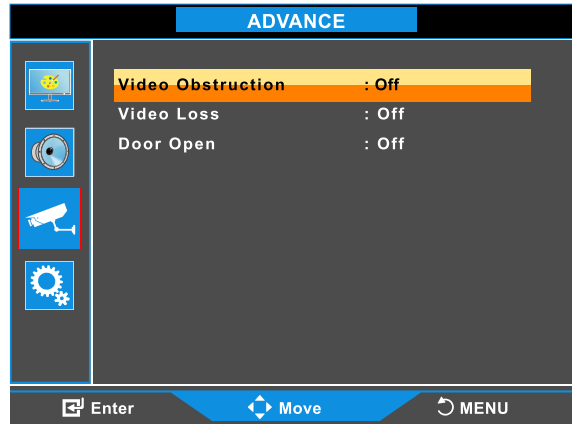 ADVANCE
Video Obstruction : Off
Video Loss : Off
Door Open : Off
Enter Move MENU